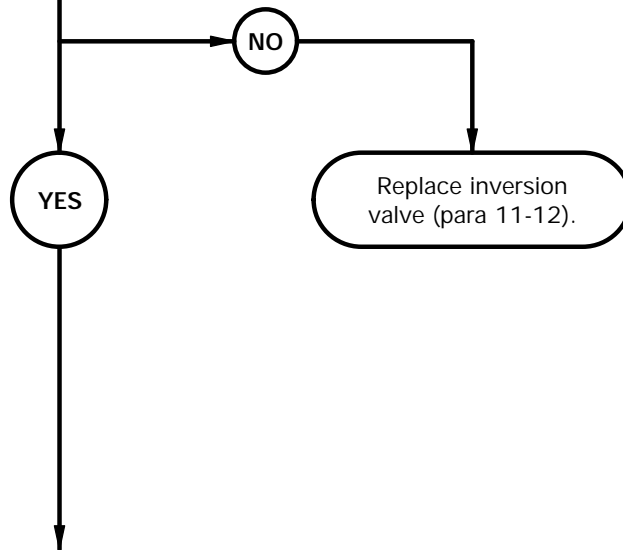 NO
YES
Replace inversion
valve (para 11-12).